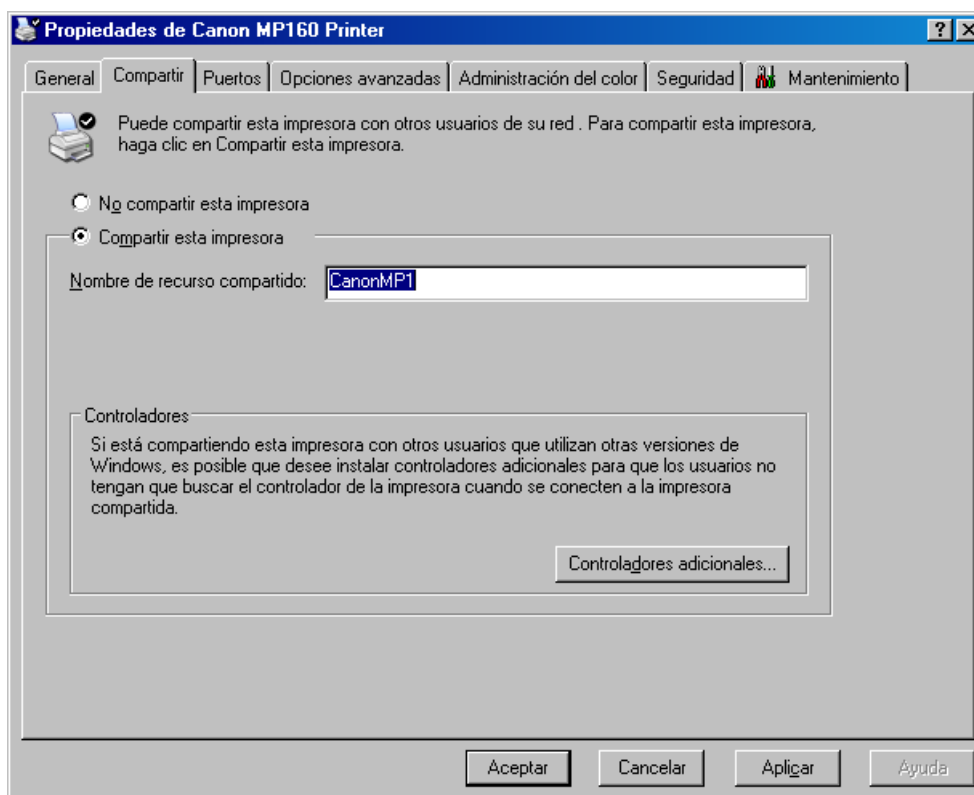 Propiedades de Canon MP160 Printer
General Compartir Puertos Opciones avanzadas Administración del color Seguridad Mantenimiento
Puede compartir esta impresora con otros usuarios de su red . Para compartir esta impresora,
haga clic en Compartir esta impresora.
No compartir esta impresora
Compartir esta impresora
Nombre de recurso compartido: CanonMP1
Controladores
Si está compartiendo esta impresora con otros usuarios que utilizan otras versiones de
Windows, es posible que desee instalar controladores adicionales para que los usuarios no
tengan que buscar el controlador de la impresora cuando se conecten a la impresora
compartida.
Controladores adicionales...
Aceptar Cancelar Aplicar Ayuda